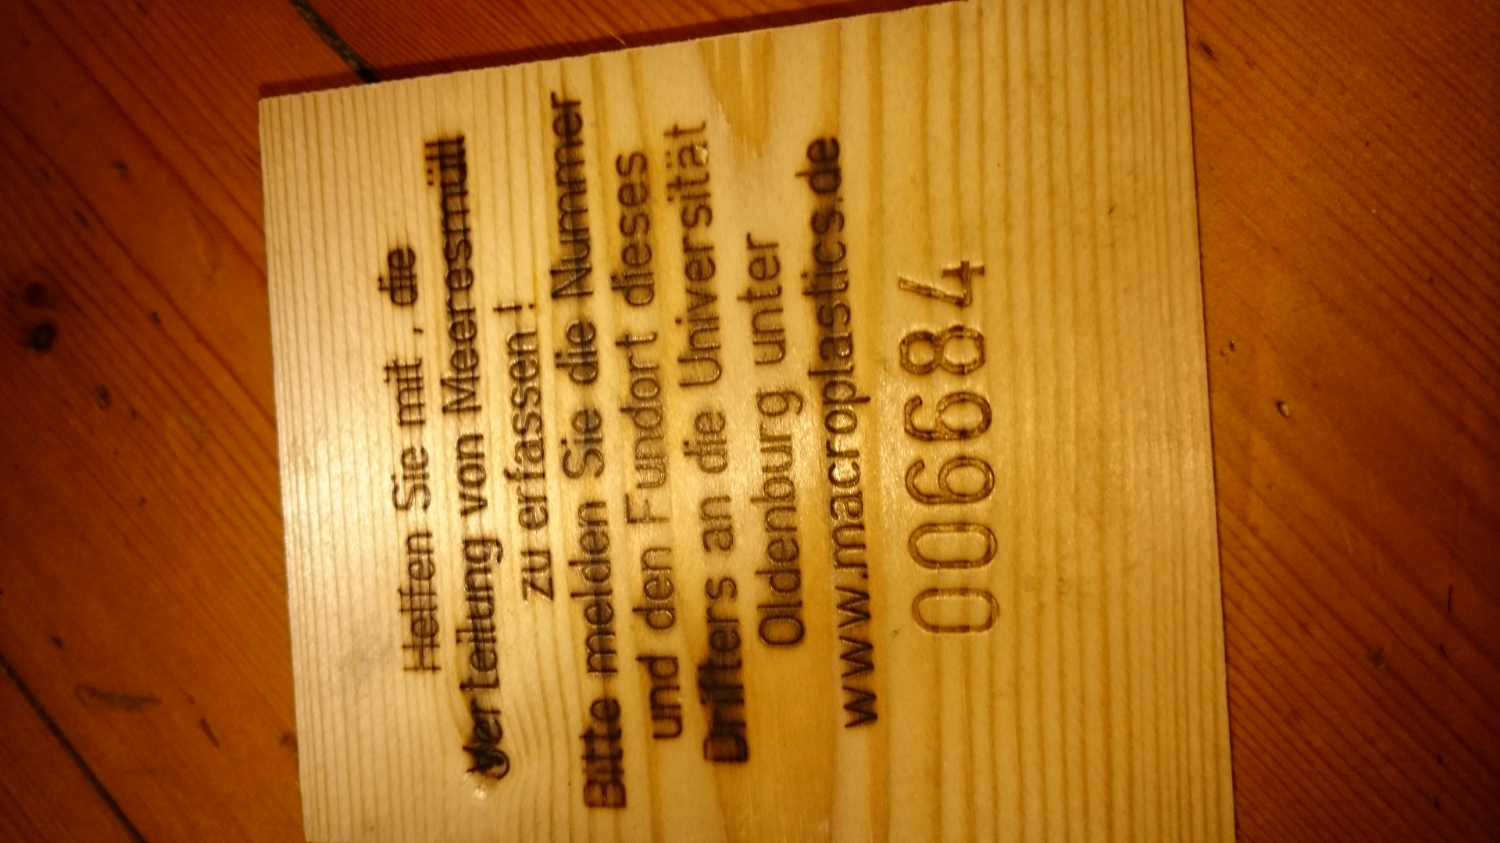 Helfen Sie mit , die
Verteilung von Meeresmüll
zu erfassen !
Bitte melden Sie die Nummer
und den Fundort dieses
Drifters an die Universität
Oldenburg unter
www.macroplastics.de
006684